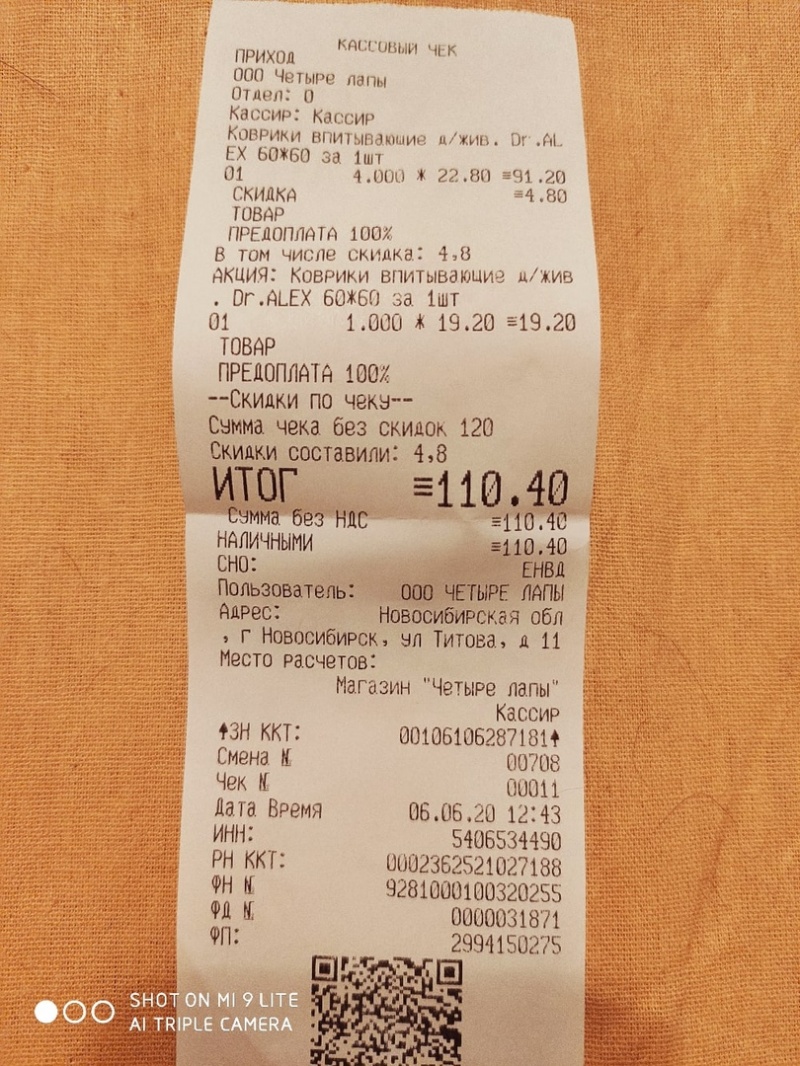 КАССОВЫЙ ЧЕК
ПРИХОД
ООО Четыре лапы
Отдел: 0
Кассир: Кассир
Коврики впитывающие д/жив. Dr.AL
EX 60*60 за 1шт
01 4.000 * 22.80 ≡91.20
СКИДКА ≡4.80
ТОВАР
ПРЕДОПЛАТА 100%
В том числе скидка: 4,8
АКЦИЯ: Коврики впитывающие д/жив
. Dr.ALEX 60*60 за 1шт
01 1.000 * 19.20 ≡19.20
ТОВАР
ПРЕДОПЛАТА 100%
--Скидки по чеку--
Сумма чека без скидок 120
Скидки составили: 4,8
ИТОГ ≡110.40
Сумма без НДС ≡110.40
НАЛИЧНЫМИ ≡110.40
СНО: ЕНВД
Пользователь: ООО ЧЕТЫРЕ ЛАПЫ
Адрес: Новосибирская обл
, г Новосибирск, ул Титова, д 11
Место расчетов:
Магазин "Четыре лапы"
Кассир
↑ЗН ККТ: 00106106287181↑
Смена № 00708
Чек № 00011
Дата Время 06.06.20 12:43
ИНН: 5406534490
РН ККТ: 0002362521027188
ФН № 9281000100320255
ФД № 0000031871
ФП: 2994150275
SHOT ON MI 9 LITE
AI TRIPLE CAMERA